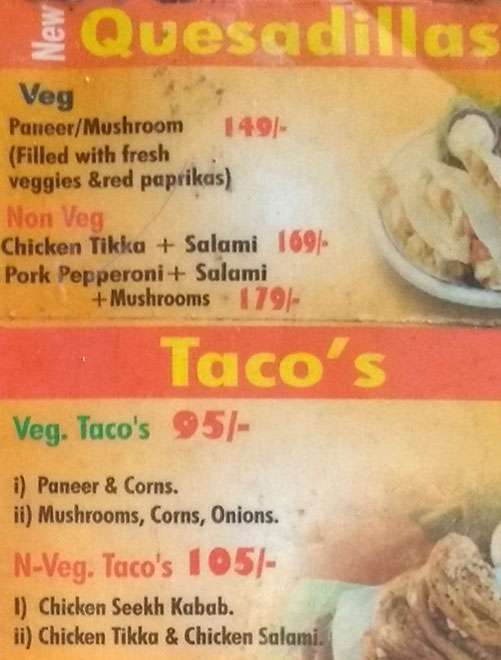 New Quesadillas
Veg
Paneer/Mushroom 149/-
(Filled with fresh
veggies &red paprikas)
Non Veg
Chicken Tikka + Salami 169/-
Pork Pepperoni + Salami
+Mushrooms 179/-
Taco's
Veg. Taco's 95/-
i) Paneer & Corns.
ii) Mushrooms, Corns, Onions.
N-Veg. Taco's 105/-
I) Chicken Seekh Kabab.
ii) Chicken Tikka & Chicken Salami.